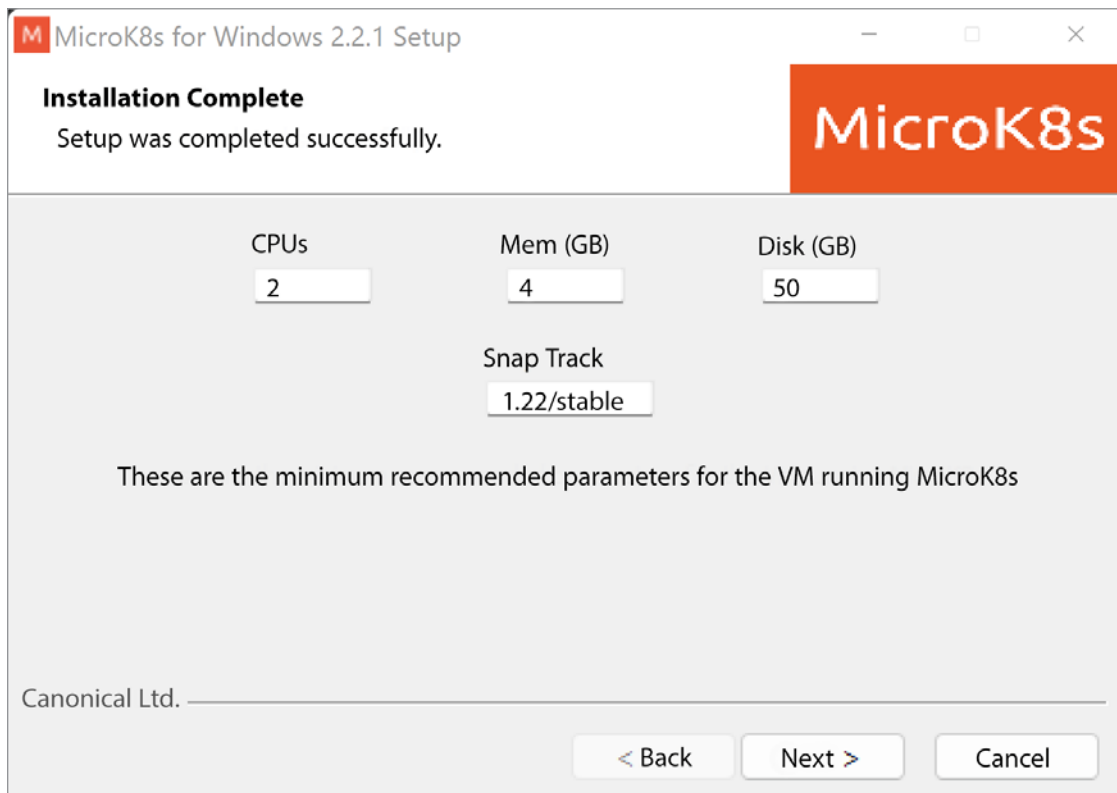 M MicroK8s for Windows 2.2.1 Setup
Installation Complete
Setup was completed successfully.
MicroK8s
CPUs Mem (GB) Disk (GB)
2 4 50
Snap Track
1.22/stable
These are the minimum recommended parameters for the VM running MicroK8s
Canonical Ltd.
< Back Next > Cancel